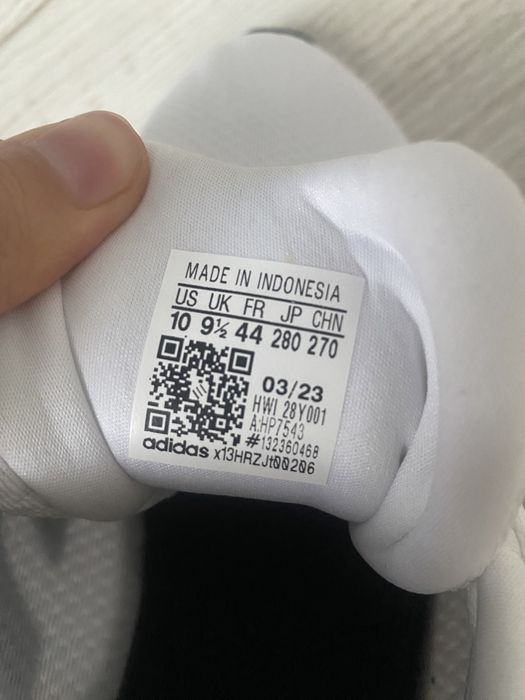 MADE IN INDONESIA
US UK FR JP CHN
10 9½ 44 280 270
03/23
HWI 28Y001
A:HP7543
#132360468
adidas x13HRZJt00206